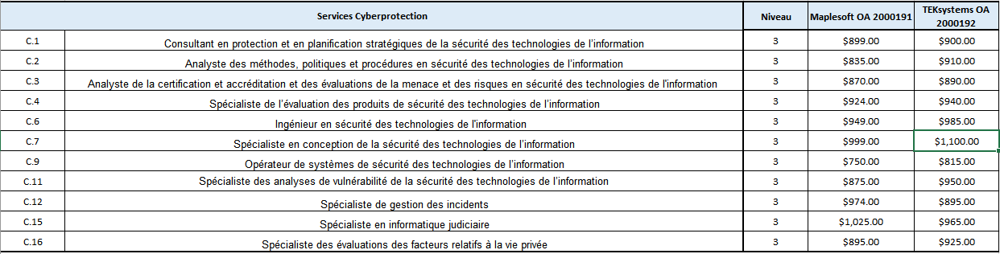 Services Cyberprotection Niveau Maplesoft OA 2000191 TEKsystems OA
2000192
C.1 Consultant en protection et en planification stratégiques de la sécurité des technologies de l’information 3 $899.00 $900.00
C.2 Analyste des méthodes, politiques et procédures en sécurité des technologies de l’information 3 $835.00 $910.00
C.3 Analyste de la certification et accréditation et des évaluations de la menace et des risques en sécurité des technologies de l'information 3 $870.00 $890.00
C.4 Spécialiste de l’évaluation des produits de sécurité des technologies de l’information 3 $924.00 $940.00
C.6 Ingénieur en sécurité des technologies de l'information 3 $949.00 $985.00
C.7 Spécialiste en conception de la sécurité des technologies de l’information 3 $999.00 $1,100.00
C.9 Opérateur de systèmes de sécurité des technologies de l’information 3 $750.00 $815.00
C.11 Spécialiste des analyses de vulnérabilité de la sécurité des technologies de l’information 3 $875.00 $950.00
C.12 Spécialiste de gestion des incidents 3 $974.00 $895.00
C.15 Spécialiste en informatique judiciaire 3 $1,025.00 $965.00
C.16 Spécialiste des évaluations des facteurs relatifs à la vie privée 3 $895.00 $925.00